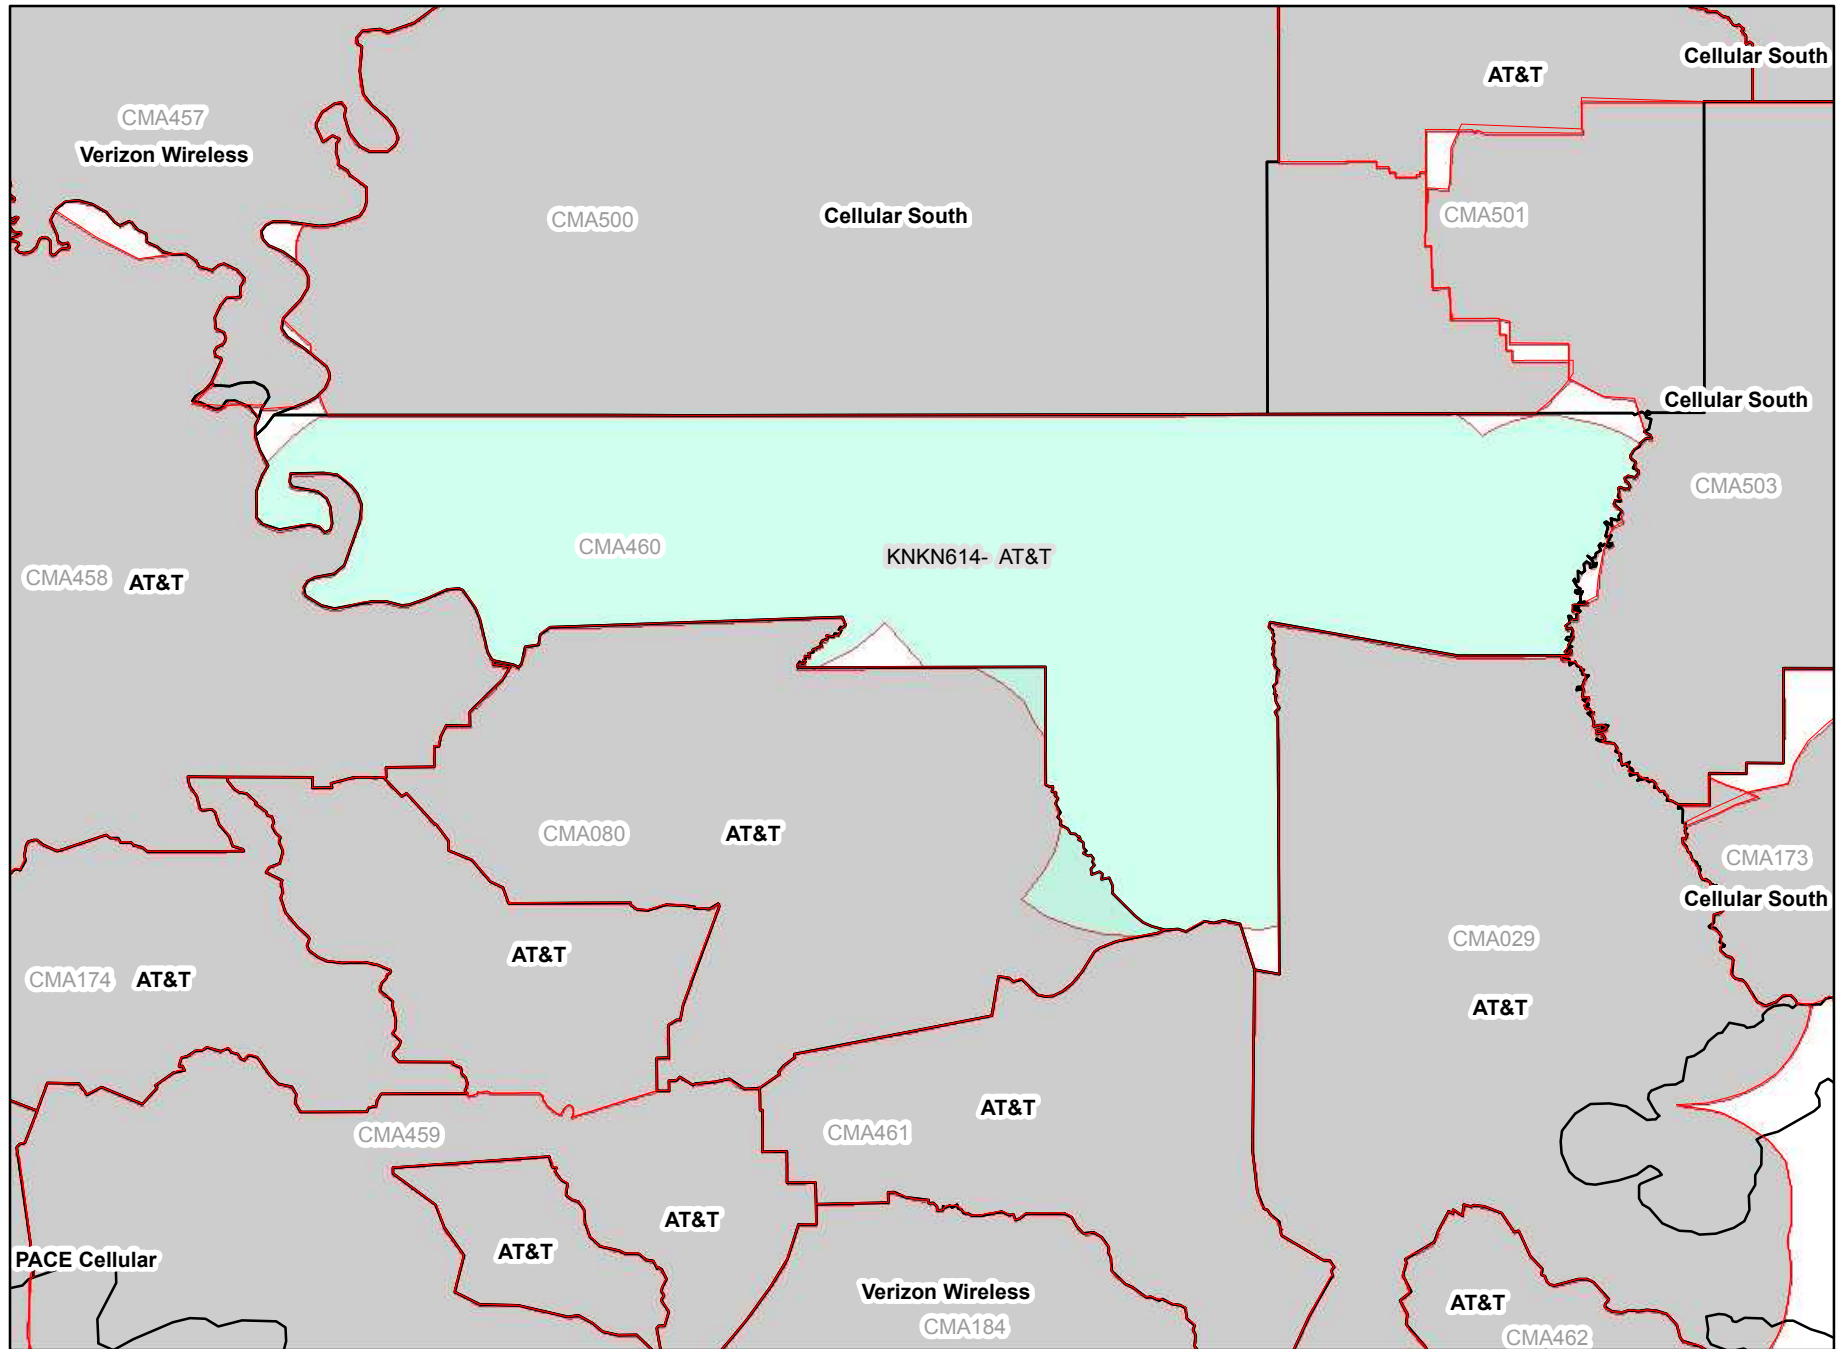 Cellular South
AT&T
CMA457
Verizon Wireless
CMA500
Cellular South
CMA501
Cellular South
CMA503
CMA460
KNKN614- AT&T
CMA458 AT&T
CMA080
AT&T
CMA173
Cellular South
CMA029
AT&T
CMA174 AT&T
AT&T
AT&T
CMA461
CMA459
AT&T
AT&T
PACE Cellular
Verizon Wireless
CMA184
AT&T
CMA462